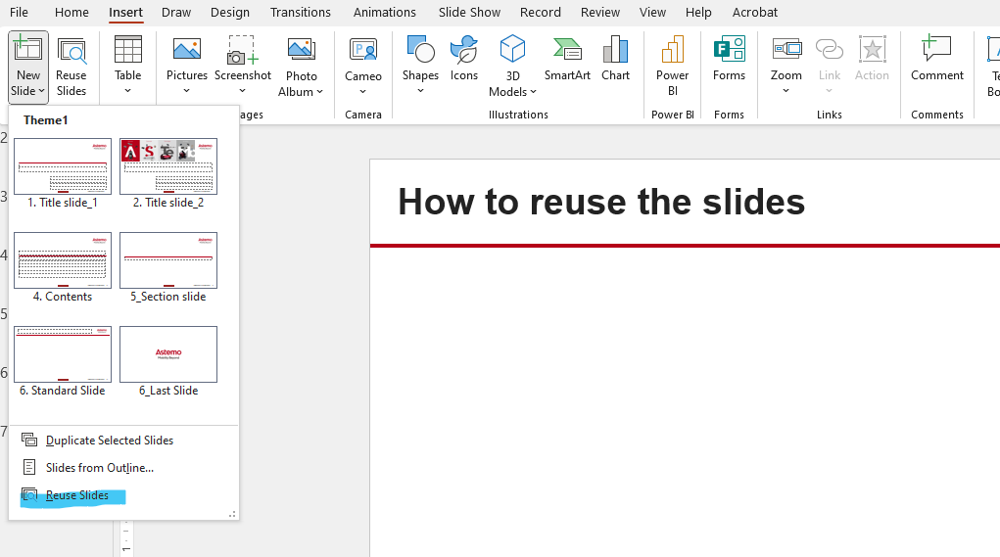 File Home Insert Draw Design Transitions Animations Slide Show Record Review View Help Acrobat
New Slide
Reuse Slides
Table
Pictures
Screenshot
Photo Album
Cameo
Shapes
Icons
3D Models
SmartArt
Chart
Power BI
Forms
Zoom
Link
Action
Comment
ages
Camera
Illustrations
Power BI
Forms
Links
Comments
Theme1
1. Title slide_1
2. Title slide_2
4. Contents
5_Section slide
6. Standard Slide
Astemo
6_Last Slide
Duplicate Selected Slides
Slides from Outline...
Reuse Slides
2
3
4
5
6
7
1
How to reuse the slides